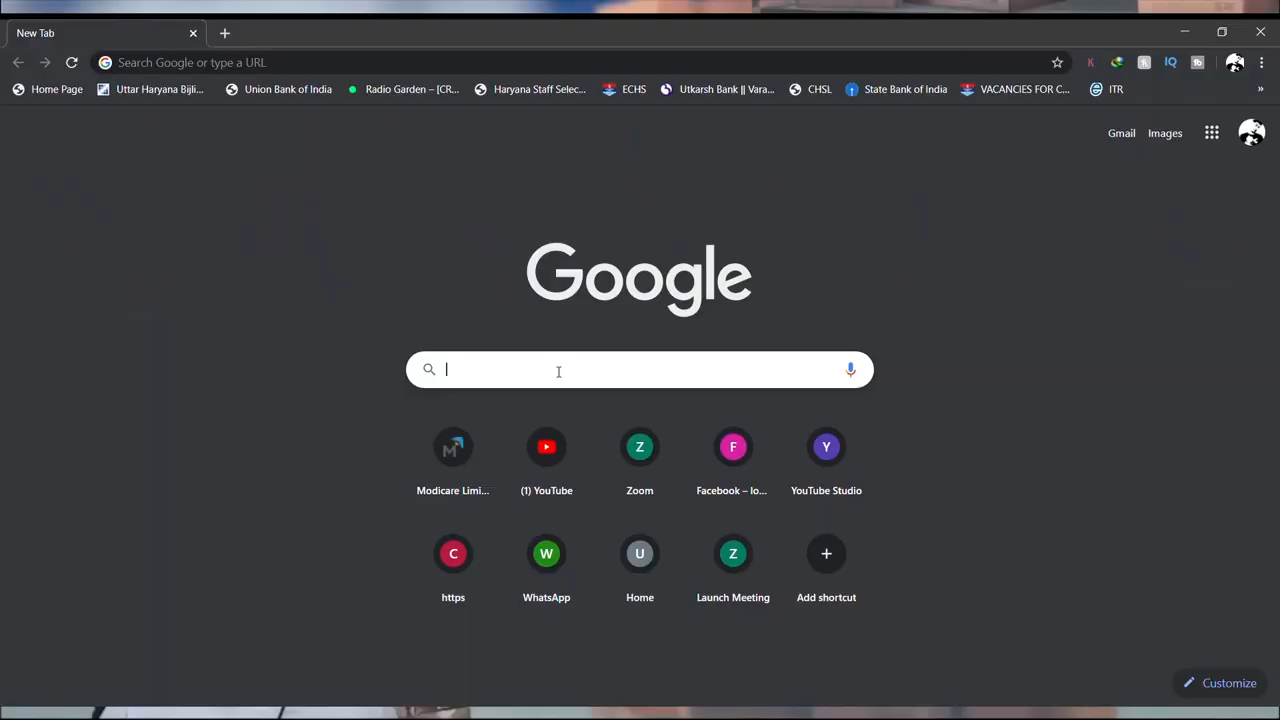 New Tab
Search Google or type a URL
K
IQ
Home Page
Uttar Haryana Bijli...
Union Bank of India
Radio Garden – [CR...
Haryana Staff Selec...
ECHS
Utkarsh Bank || Vara...
CHSL
State Bank of India
VACANCIES FOR C...
ITR
»
Gmail
Images
Google
M
Z
F
Y
Modicare Limi...
(1) YouTube
Zoom
Facebook – lo...
YouTube Studio
C
W
U
Z
https
WhatsApp
Home
Launch Meeting
Add shortcut
Customize